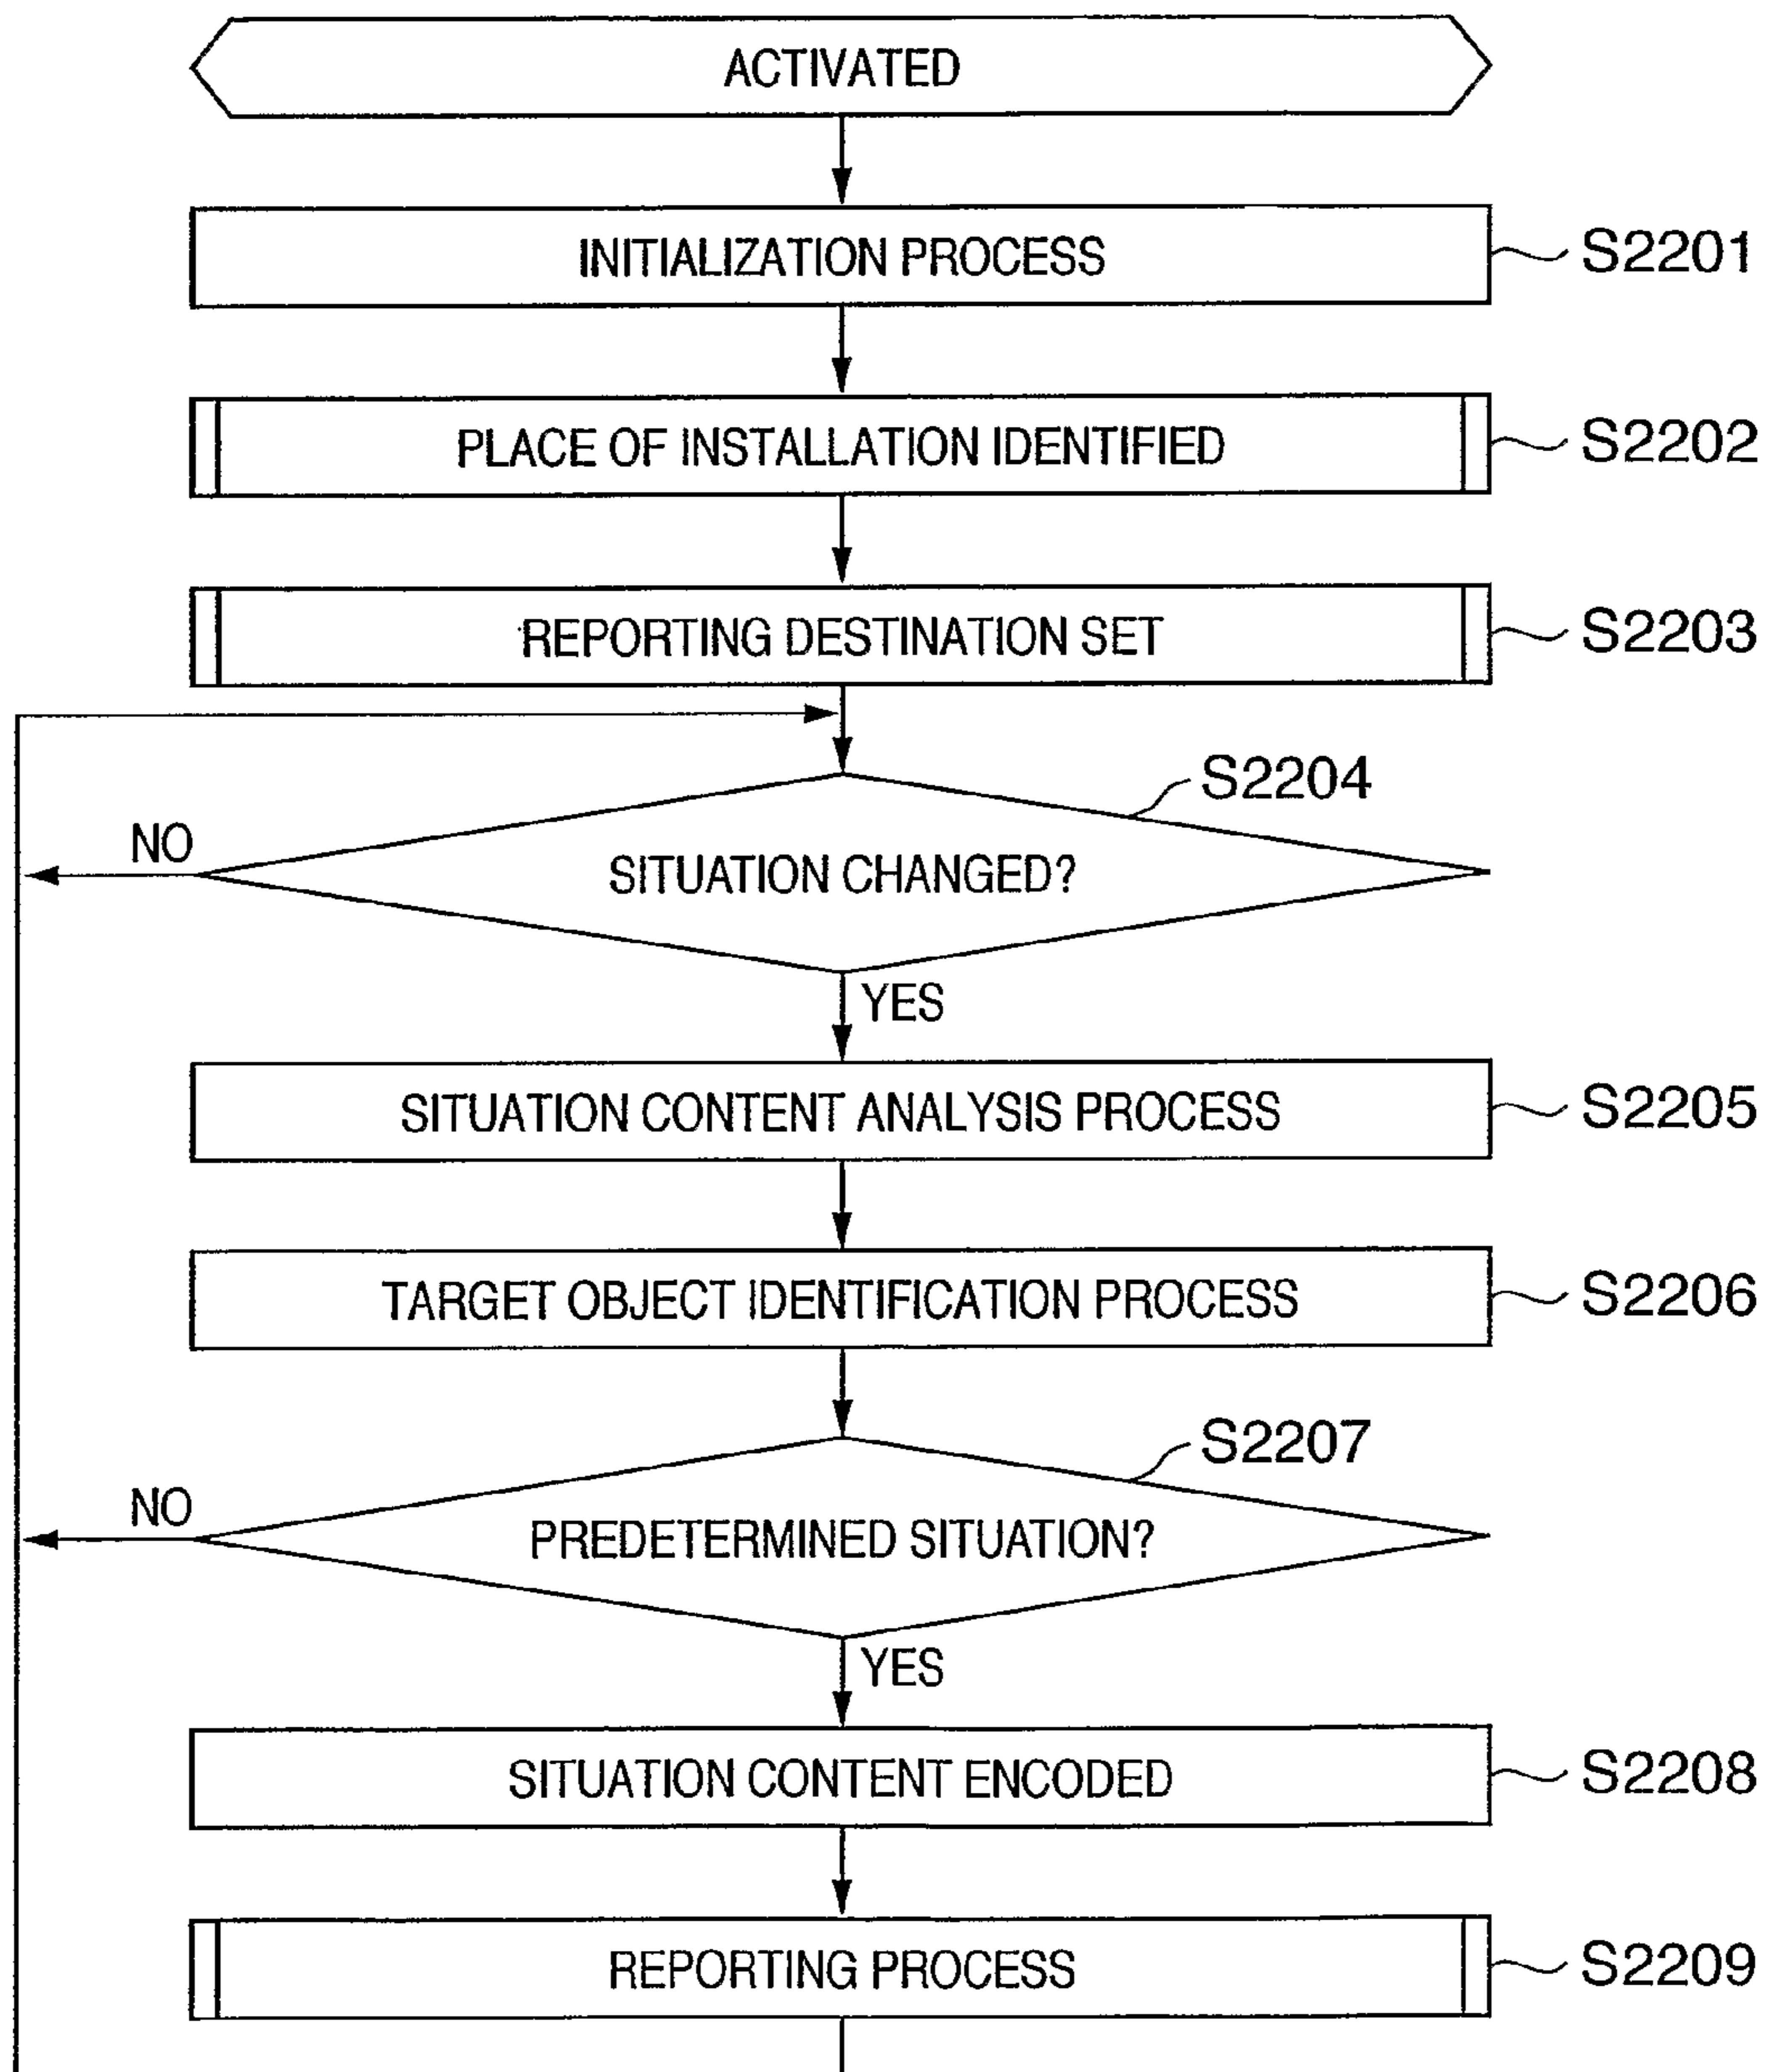 ACTIVATED
INITIALIZATION PROCESS
S2201
PLACE OF INSTALLATION IDENTIFIED
S2202
REPORTING DESTINATION SET
S2203
S2204
NO
SITUATION CHANGED?
YES
SITUATION CONTENT ANALYSIS PROCESS
S2205
TARGET OBJECT IDENTIFICATION PROCESS
S2206
S2207
NO
PREDETERMINED SITUATION?
YES
SITUATION CONTENT ENCODED
S2208
REPORTING PROCESS
S2209